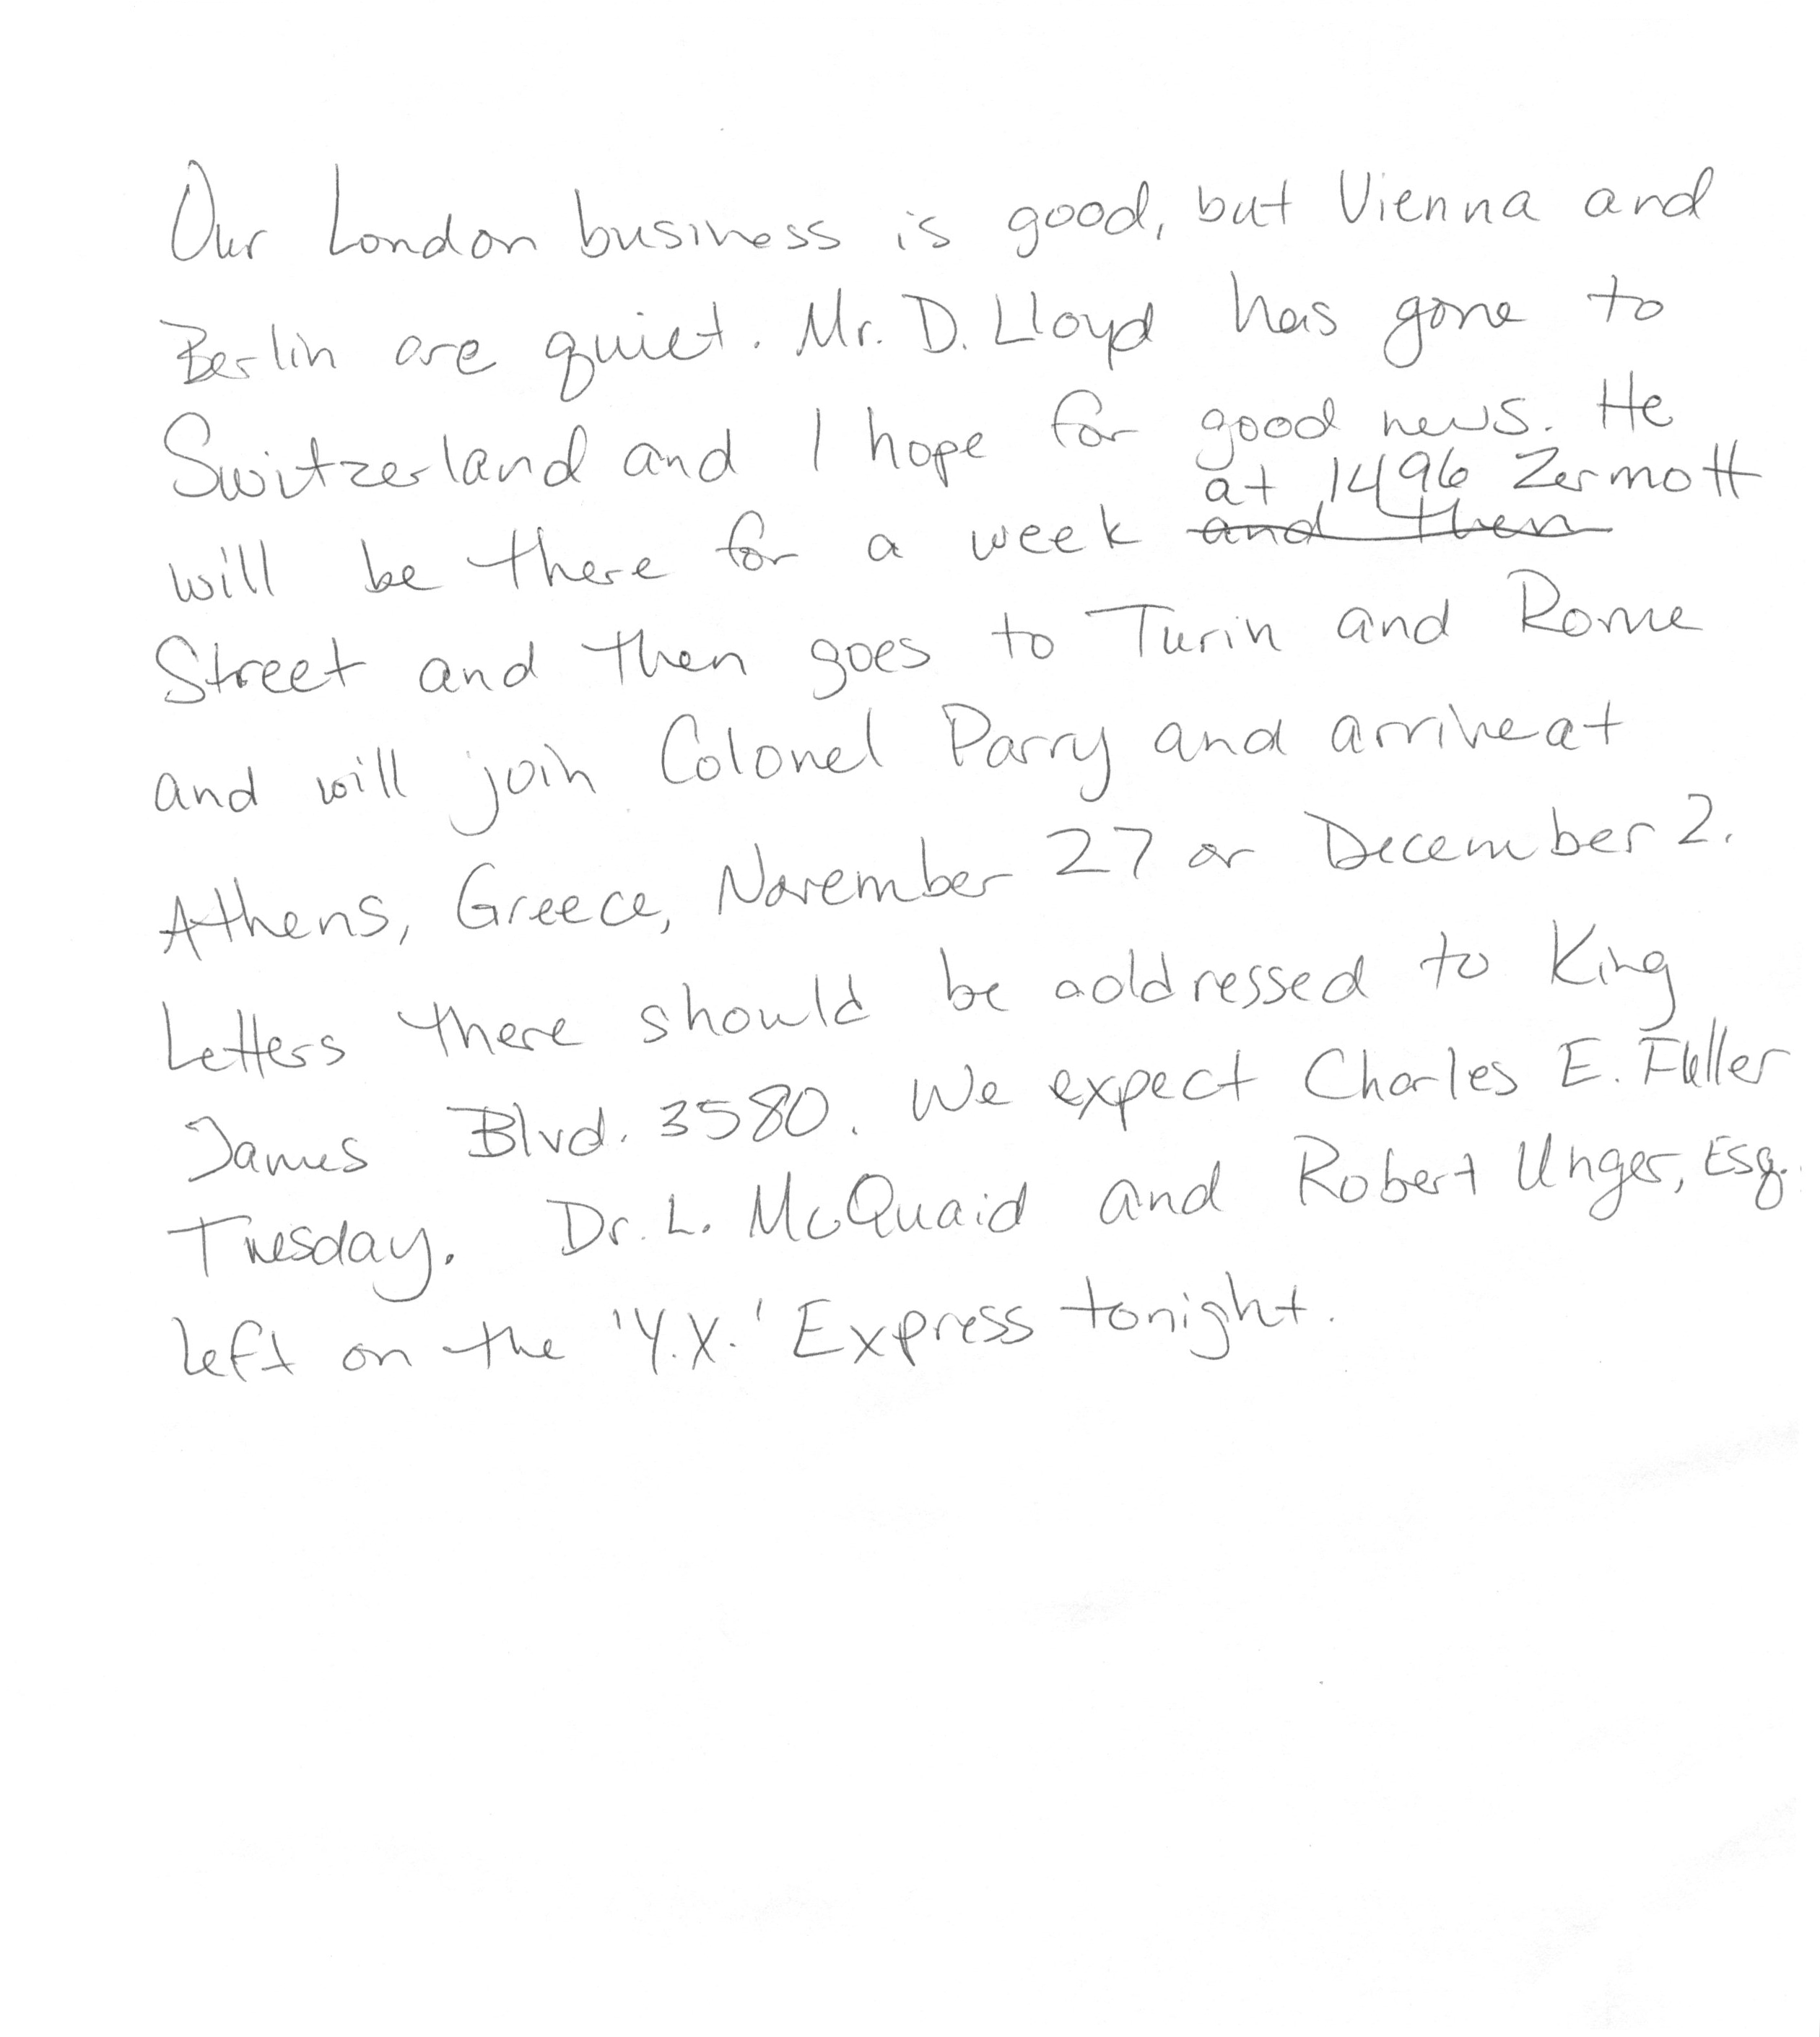 Our London business is good, but Vienna and
Berlin are quiet. Mr. D. Lloyd has gone to
Switzerland and I hope for good news. He
at 1496 Zermott
will be there for a week and then
Street and then goes to Turin and Rome
and will join Colonel Parry and arrive at
Athens, Greece, November 27 or December 2.
Letters there should be addressed to King
James Blvd. 3580. We expect Charles E. Fuller
Tuesday. Dr. L. McQuaid and Robert Unger, Esq.
left on the 'Y.X.' Express tonight.